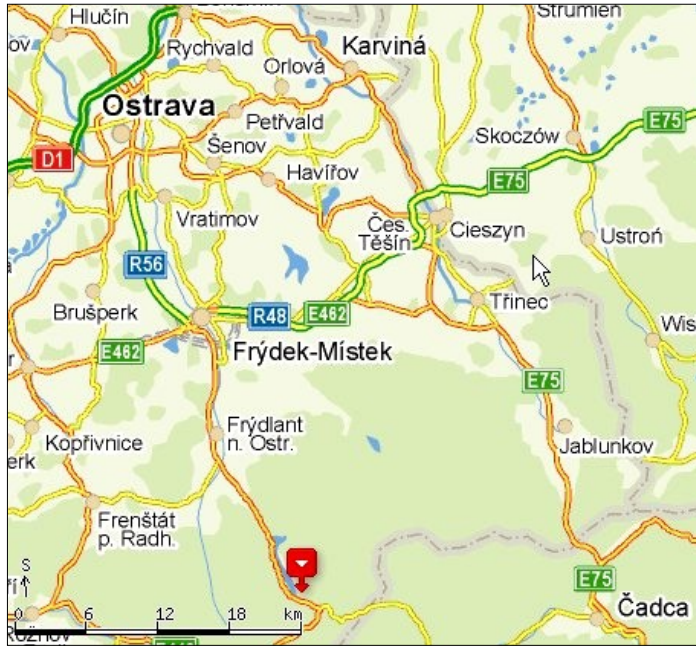 Hlučín
Strumień
Rychvald
Karviná
Orlová
Ostrava
Petřvald
E75
Skoczów
D1
Šenov
Havířov
E75
Vratimov
Čes.
Těšín
Cieszyn
Ustroń
R56
Brušperk
Třinec
R48
E462
Wis
E462
Frýdek-Místek
E75
Frýdlant
n. Ostr.
Kopřivnice
Jablunkov
erk
Frenštát
p. Radh.
S
E75
0 6 12 18 km
Čadca